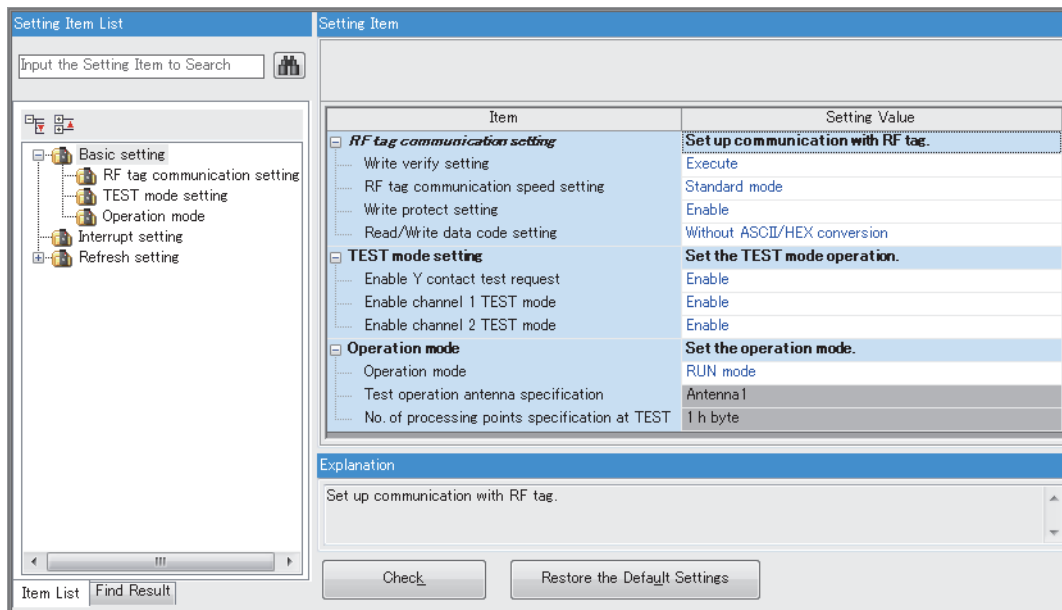 Setting Item List
Input the Setting Item to Search
Basic setting
RF tag communication setting
TEST mode setting
Operation mode
Interrupt setting
Refresh setting
Item List Find Result
Setting Item
Item Setting Value
RF tag communication setting Set up communication with RF tag.
Write verify setting Execute
RF tag communication speed setting Standard mode
Write protect setting Enable
Read/Write data code setting Without ASCII/HEX conversion
TEST mode setting Set the TEST mode operation.
Enable Y contact test request Enable
Enable channel 1 TEST mode Enable
Enable channel 2 TEST mode Enable
Operation mode Set the operation mode.
Operation mode RUN mode
Test operation antenna specification Antenna1
No. of processing points specification at TEST 1 h byte
Explanation
Set up communication with RF tag.
Check Restore the Default Settings